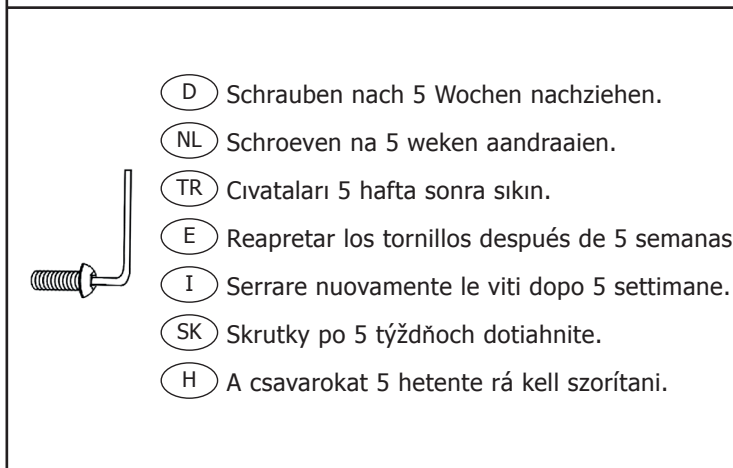 D Schrauben nach 5 Wochen nachziehen.
NL Schroeven na 5 weken aandraaien.
TR Cıvataları 5 hafta sonra sıkın.
E Reapretar los tornillos después de 5 semanas
I Serrare nuovamente le viti dopo 5 settimane.
SK Skrutky po 5 týždňoch dotiahnite.
H A csavarokat 5 hetente rá kell szorítani.